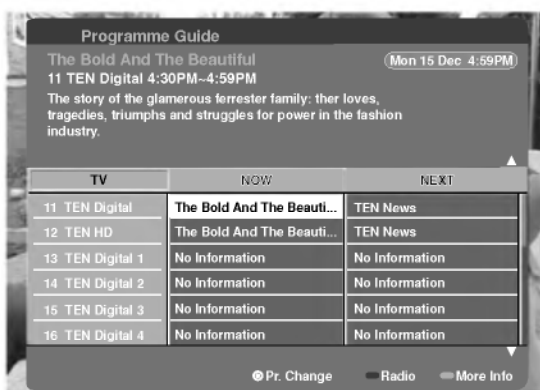 Programme Guide
The Bold And The Beautiful
Mon 15 Dec 4:59PM
11 TEN Digital 4:30PM~4:59PM
The story of the glamerous ferrester family: ther loves,
tragedies, triumphs and struggles for power in the fashion
industry.
TV NOW NEXT
11 TEN Digital The Bold And The Beauti... TEN News
12 TEN HD The Bold And The Beauti... TEN News
13 TEN Digital 1 No Information No Information
14 TEN Digital 2 No Information No Information
15 TEN Digital 3 No Information No Information
16 TEN Digital 4 No Information No Information
Pr. Change Radio More Info